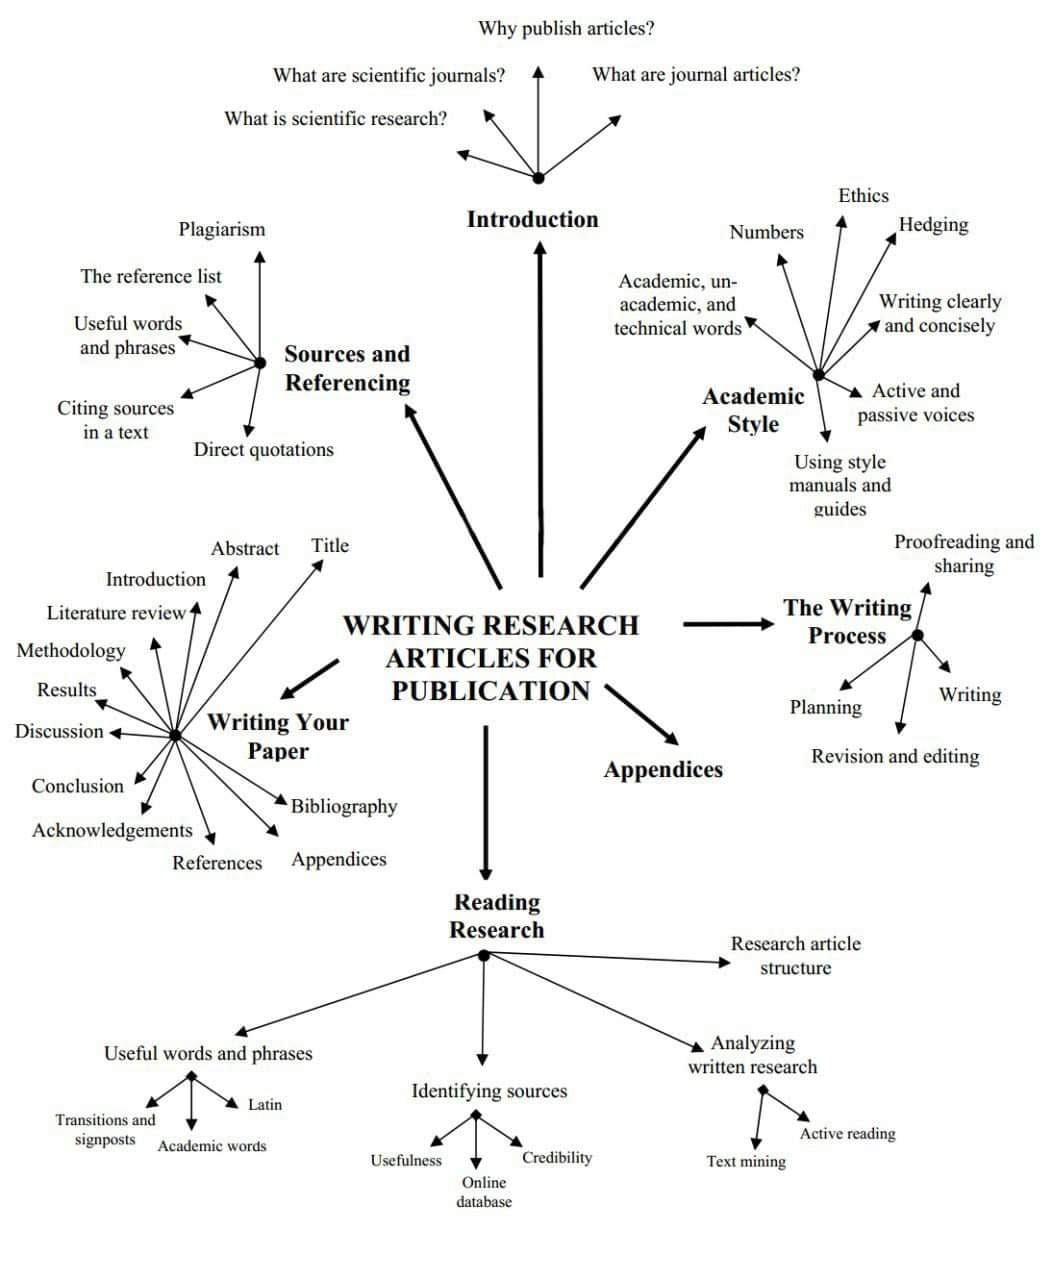 Why publish articles?
What are scientific journals?
What are journal articles?
What is scientific research?
Introduction
Ethics
Hedging
Numbers
Academic, un-
academic, and
technical words
Writing clearly
and concisely
Academic
Style
Active and
passive voices
Using style
manuals and
guides
Plagiarism
The reference list
Useful words
and phrases
Sources and
Referencing
Citing sources
in a text
Direct quotations
Abstract
Title
Introduction
Literature review
Methodology
Results
Discussion
Writing Your
Paper
Conclusion
Acknowledgements
References
Appendices
Bibliography
WRITING RESEARCH
ARTICLES FOR
PUBLICATION
Proofreading and
sharing
The Writing
Process
Planning
Writing
Revision and editing
Appendices
Reading
Research
Research article
structure
Useful words and phrases
Transitions and
signposts
Academic words
Latin
Identifying sources
Usefulness
Online
database
Credibility
Analyzing
written research
Active reading
Text mining